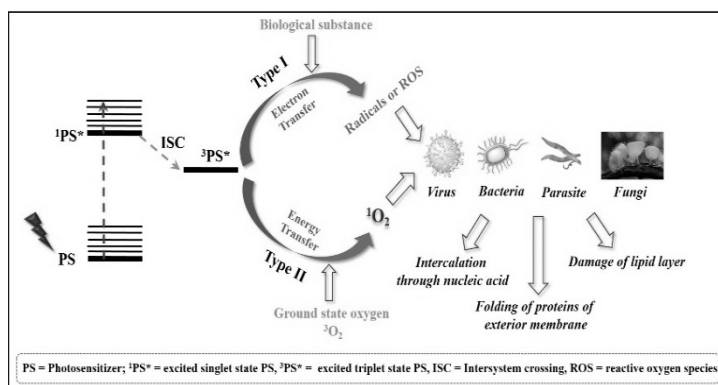 Biological substance
Type I
Electron
Transfer
Radicals or ROS
¹PS*
ISC
³PS*
Virus
Bacteria
Parasite
Fungi
¹O₂
PS
Energy
Transfer
Type II
Intercalation
through nucleic acid
Damage of lipid layer
Folding of proteins of
exterior membrane
Ground state oxygen
³O₂
PS = Photosensitizer; ¹PS* = excited singlet state PS, ³PS* = excited triplet state PS, ISC = Intersystem crossing, ROS = reactive oxygen species